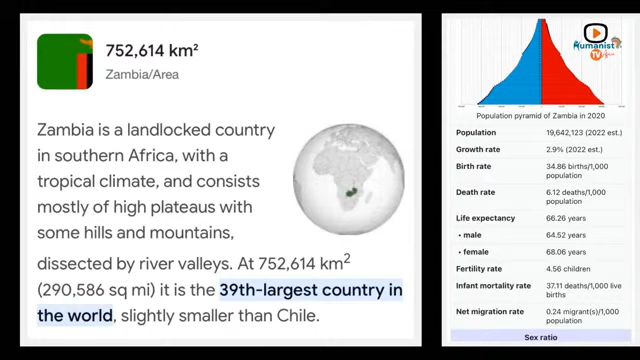 752,614 km²
Zambia/Area
Zambia is a landlocked country
in southern Africa, with a
tropical climate, and consists
mostly of high plateaus with
some hills and mountains,
dissected by river valleys. At 752,614 km²
(290,586 sq mi) it is the 39th-largest country in
the world, slightly smaller than Chile.
Humanist
TV
Population pyramid of Zambia in 2020
Population 19,642,123 (2022 est.)
Growth rate 2.9% (2022 est.)
Birth rate 34.86 births/1,000
population
Death rate 6.12 deaths/1,000
population
Life expectancy 66.26 years
• male 64.52 years
• female 68.06 years
Fertility rate 4.56 children
Infant mortality rate 37.11 deaths/1,000 live
births
Net migration rate 0.24 migrant(s)/1,000
population
Sex ratio